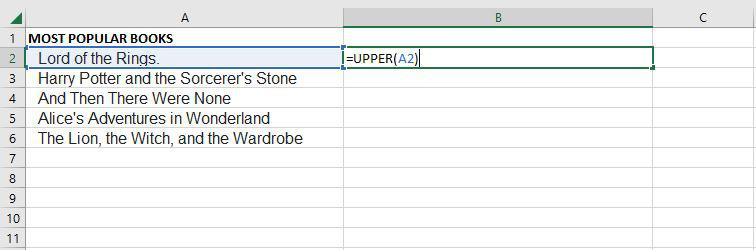 A B C
1 MOST POPULAR BOOKS
2 Lord of the Rings. =UPPER(A2)
3 Harry Potter and the Sorcerer's Stone
4 And Then There Were None
5 Alice's Adventures in Wonderland
6 The Lion, the Witch, and the Wardrobe
7
8
9
10
11